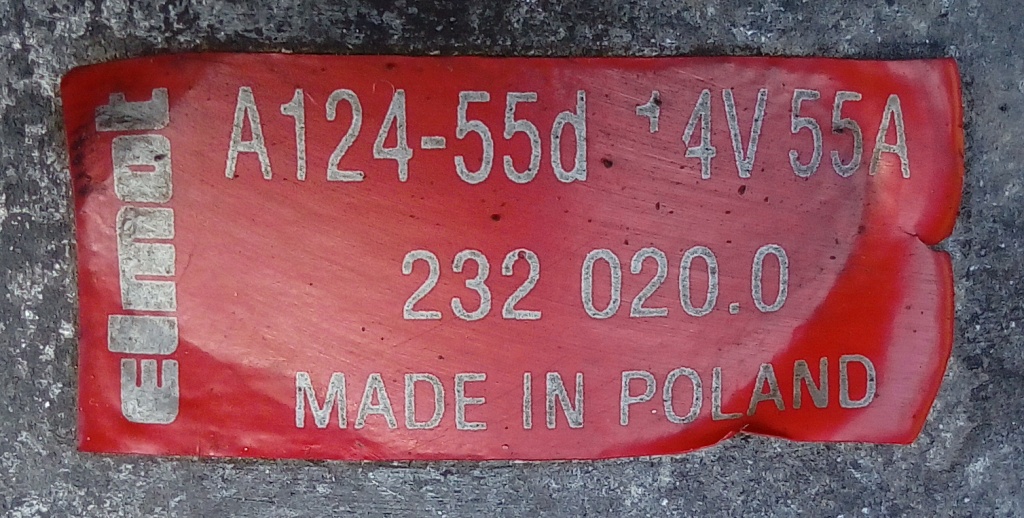 elmot
A124-55d 14V 55A
232 020.0
MADE IN POLAND